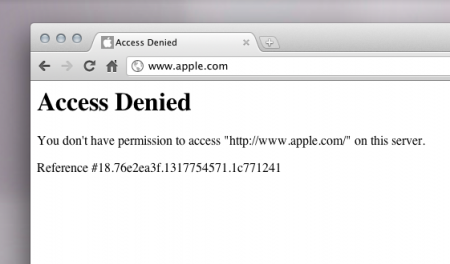 Access Denied
www.apple.com
Access Denied
You don't have permission to access "http://www.apple.com/" on this server.
Reference #18.76e2ea3f.1317754571.1c771241